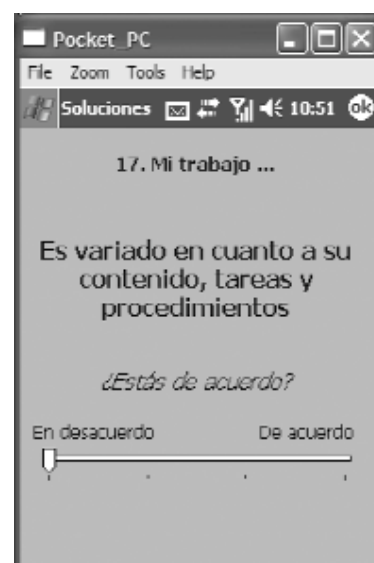 Pocket_PC
File Zoom Tools Help
Soluciones 10:51 ok
17. Mi trabajo ...
Es variado en cuanto a su
contenido, tareas y
procedimientos
¿Estás de acuerdo?
En desacuerdo De acuerdo